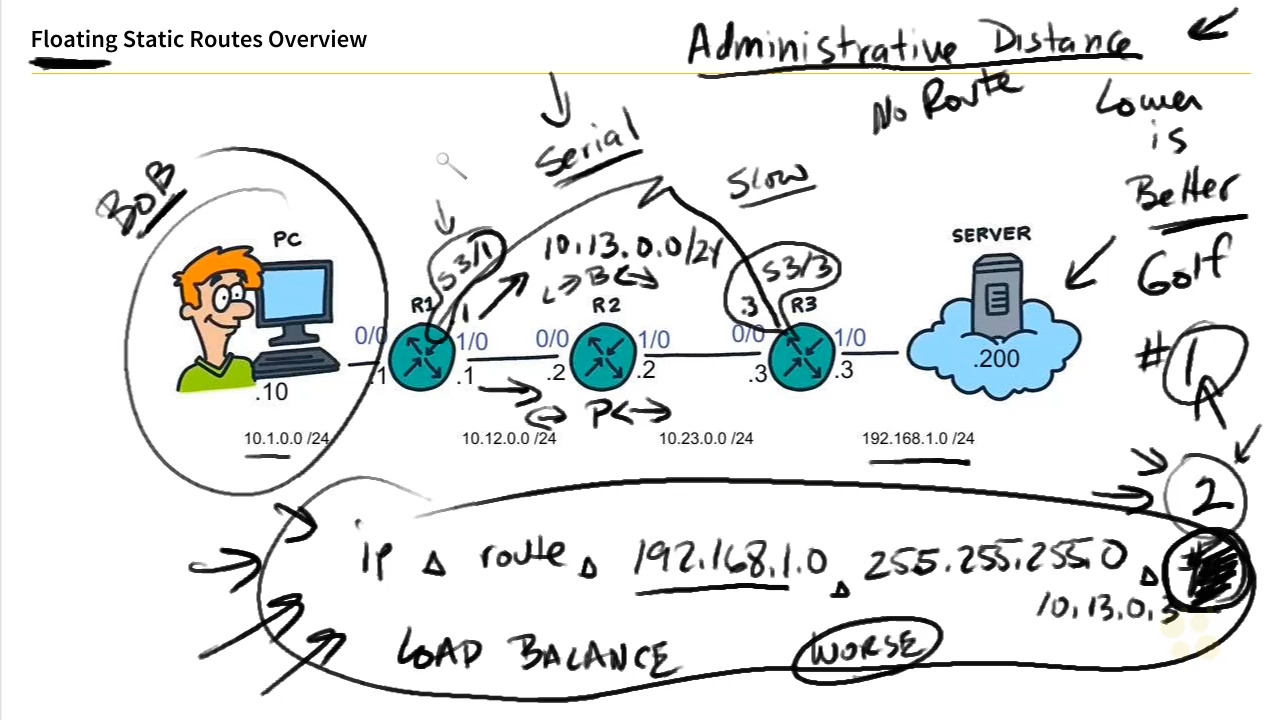 Floating Static Routes Overview
Administrative Distance
No Route
Lower
is
Better
Golf
Serial
Slow
BOB
PC
SERVER
S3/1
10.13.0.0/24
B
S3/3
R1
R2
.3
R3
.1
0/0
1/0
0/0
1/0
0/0
1/0
.1
.1
.2
.2
.3
.3
.10
.200
P
#1
A
10.1.0.0 /24
10.12.0.0 /24
10.23.0.0 /24
192.168.1.0 /24
2
ip Δ route Δ 192.168.1.0 Δ 255.255.255.0 Δ
10.13.0.3
LOAD BALANCE
WORSE